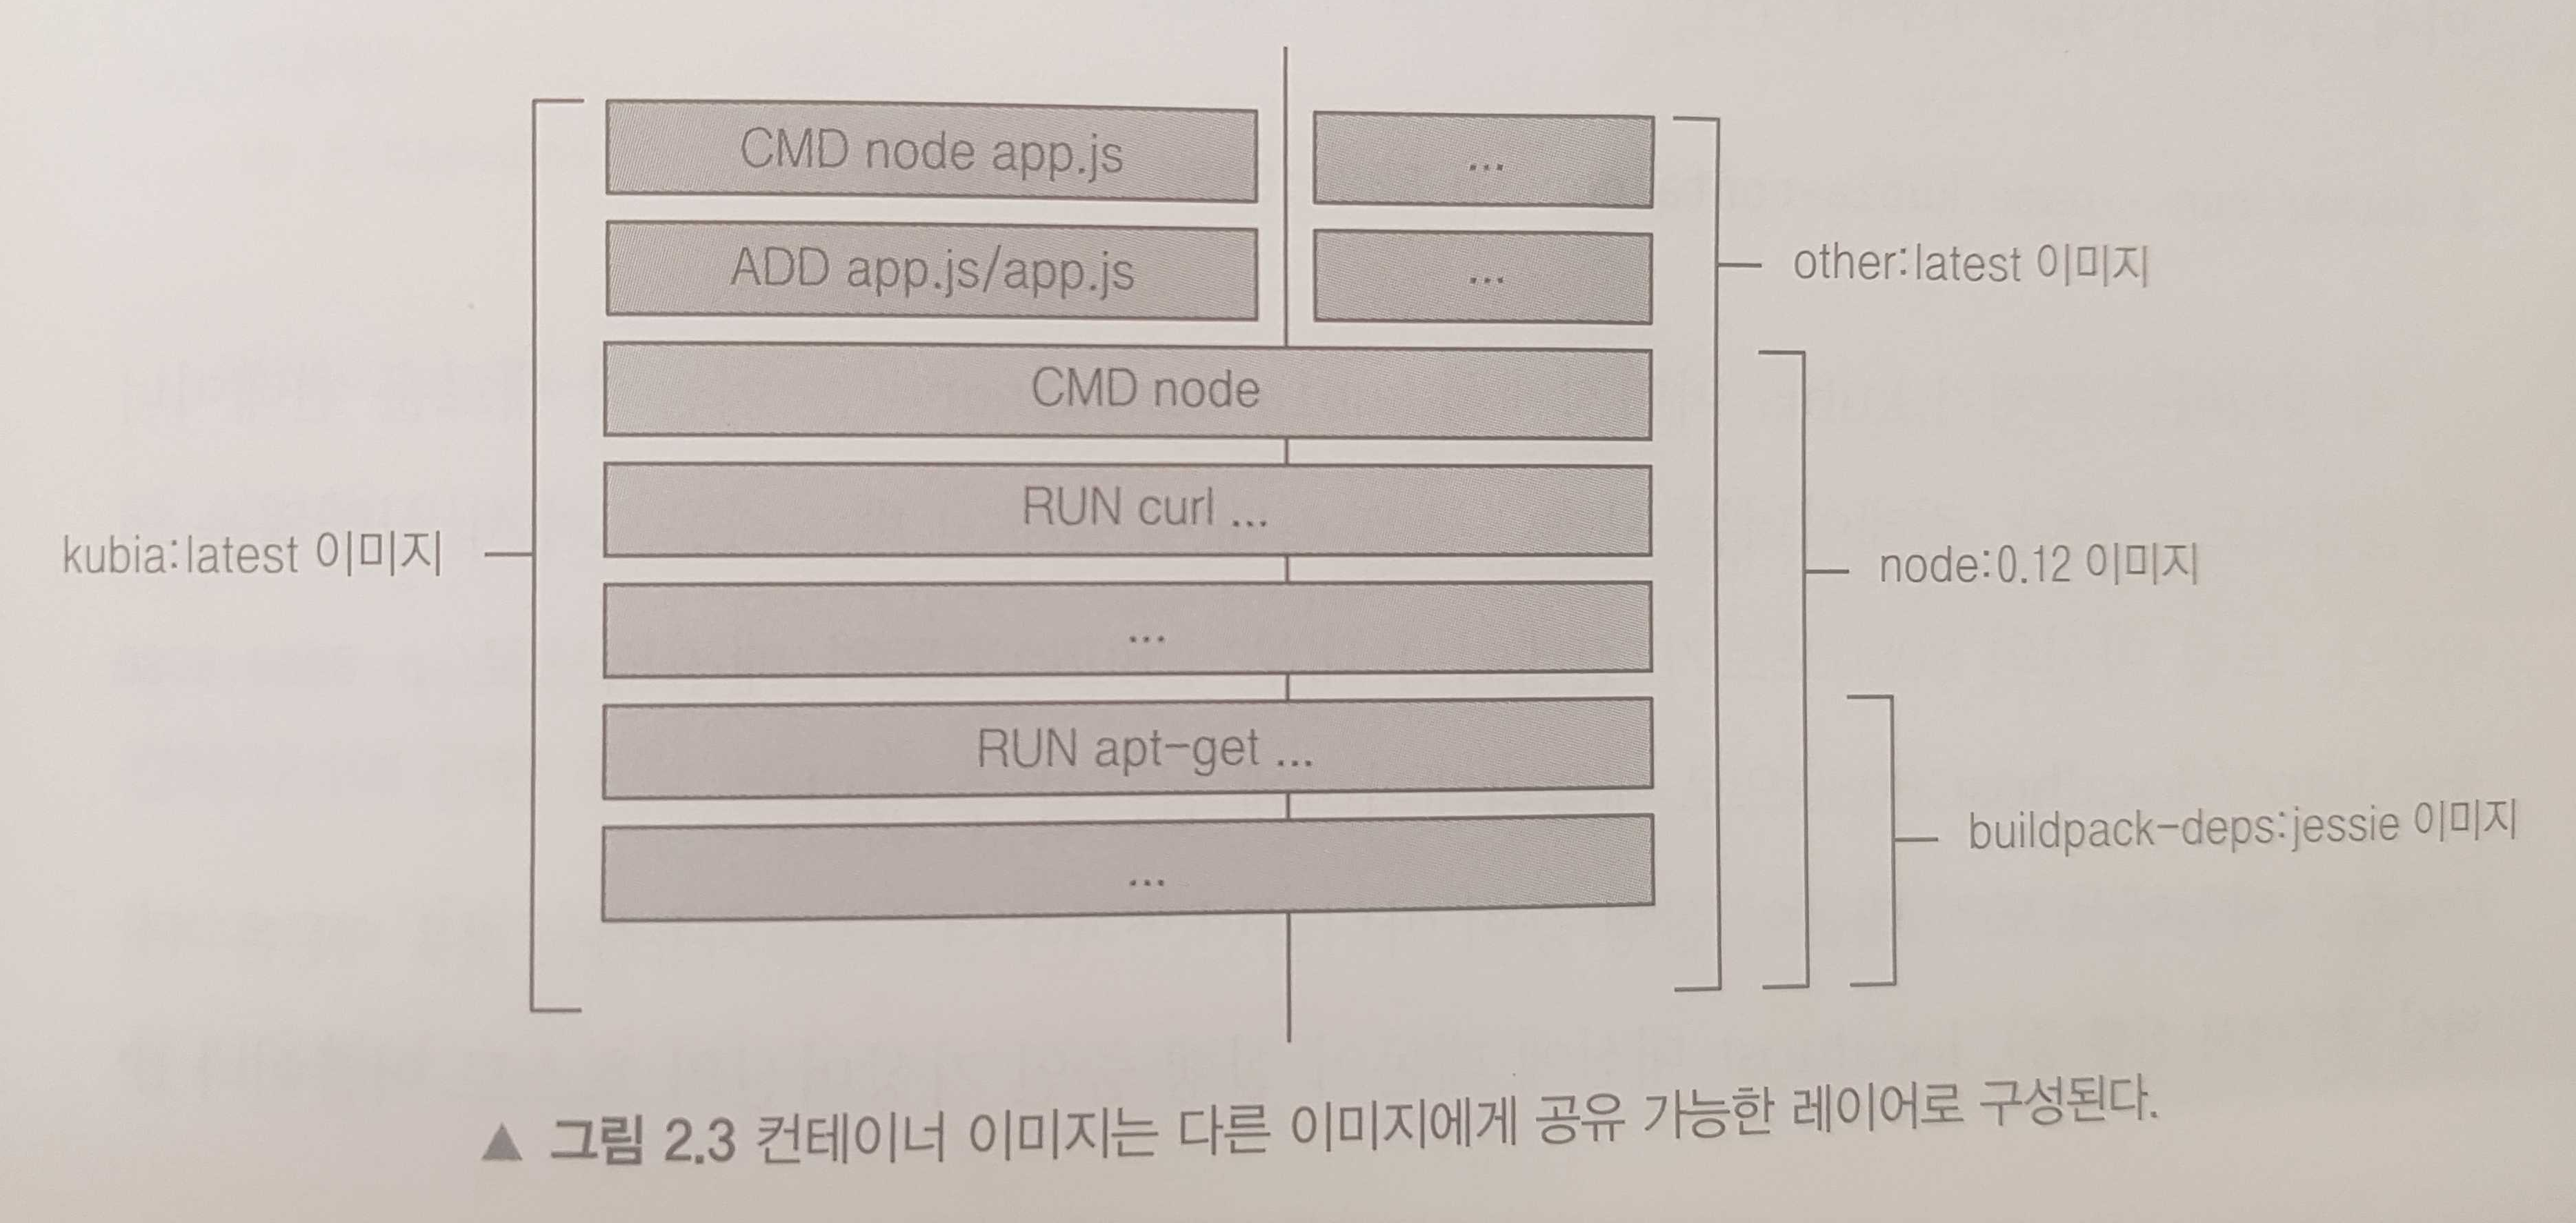 CMD node app.js
...
ADD app.js/app.js
...
other:latest 이미지
CMD node
RUN curl ...
kubia:latest 이미지
node:0.12 이미지
...
RUN apt-get ...
buildpack-deps:jessie 이미지
...
▲ 그림 2.3 컨테이너 이미지는 다른 이미지에게 공유 가능한 레이어로 구성된다.